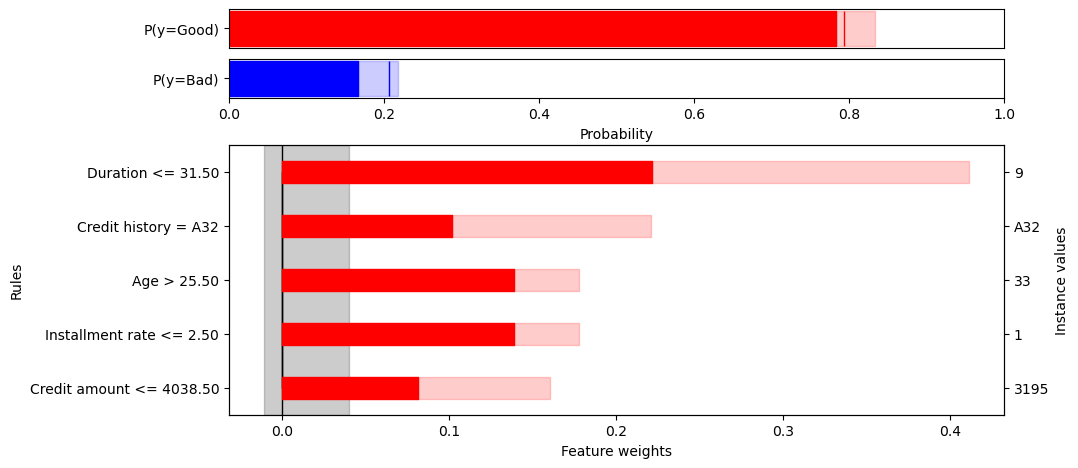 P(y=Good)
P(y=Bad)
0.0 0.2 0.4 0.6 0.8 1.0
Probability
Rules
Duration <= 31.50 9
Credit history = A32 A32
Age > 25.50 33
Installment rate <= 2.50 1
Credit amount <= 4038.50 3195
Instance values
0.0 0.1 0.2 0.3 0.4
Feature weights